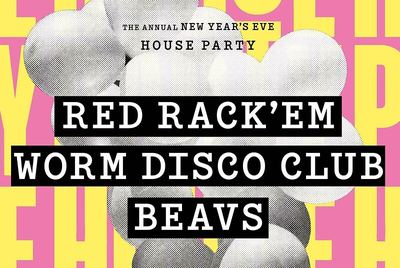 THE ANNUAL NEW YEAR'S EVE
HOUSE PARTY
RED RACK'EM
WORM DISCO CLUB
BEAVS